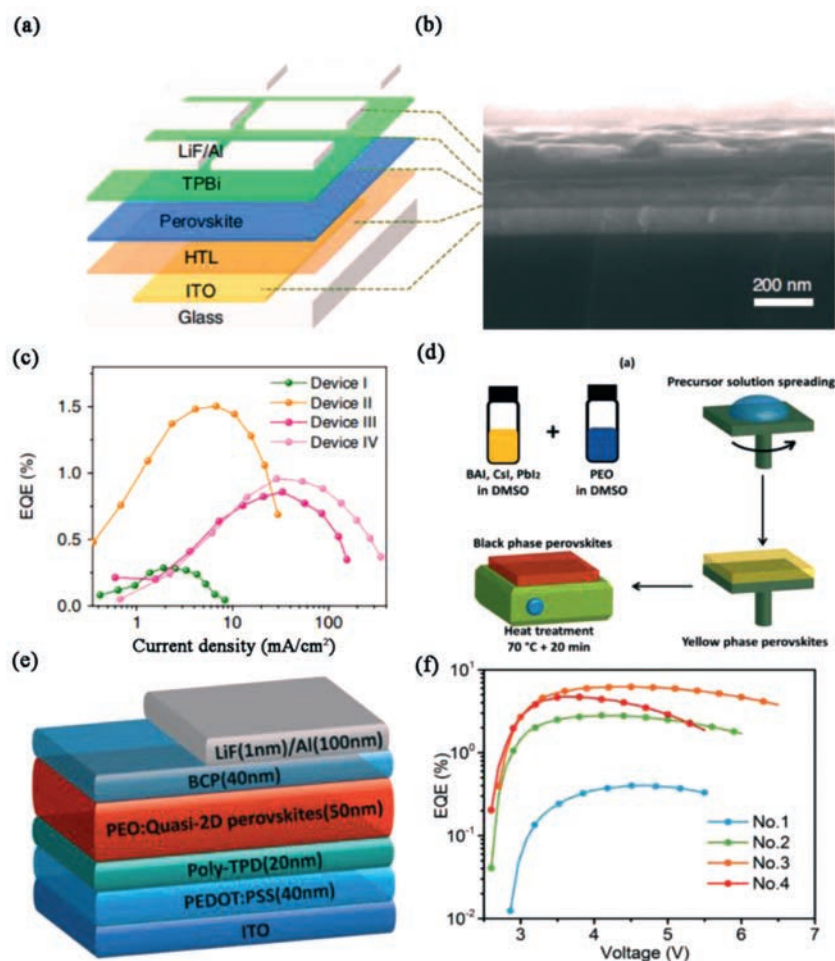 (a)
LiF/Al
TPBi
Perovskite
HTL
ITO
Glass
(b)
200 nm
(c)
Device I
Device II
Device III
Device IV
EQE (%)
1.5
1.0
0.5
0.0
1
10
100
Current density (mA/cm²)
(d)
(a)
BAI, CsI, PbI₂
in DMSO
+
PEO
in DMSO
Precursor solution spreading
Black phase perovskites
Heat treatment
70 °C + 20 min
Yellow phase perovskites
(e)
LiF(1nm)/Al(100nm)
BCP(40nm)
PEO:Quasi-2D perovskites(50nm)
Poly-TPD(20nm)
PEDOT:PSS(40nm)
ITO
(f)
EQE (%)
10¹
10⁰
10⁻¹
10⁻²
No.1
No.2
No.3
No.4
3
4
5
6
7
Voltage (V)